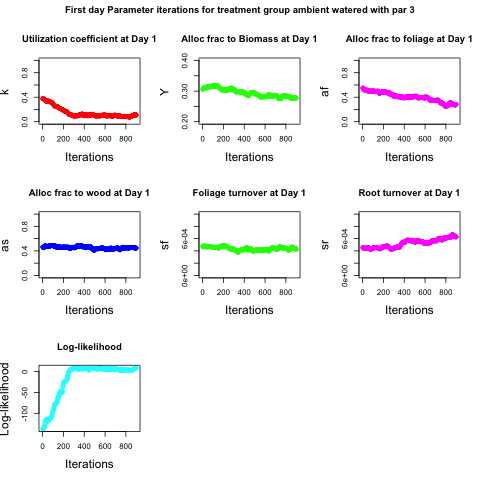 First day Parameter iterations for treatment group ambient watered with par 3
Utilization coefficient at Day 1
k
0.0 0.4 0.8
0 200 400 600 800
Iterations
Alloc frac to Biomass at Day 1
Y
0.20 0.30 0.40
0 200 400 600 800
Iterations
Alloc frac to foliage at Day 1
af
0.0 0.4 0.8
0 200 400 600 800
Iterations
Alloc frac to wood at Day 1
as
0.0 0.4 0.8
0 200 400 600 800
Iterations
Foliage turnover at Day 1
sf
0e+00 6e-04
0 200 400 600 800
Iterations
Root turnover at Day 1
sr
0e+00 6e-04
0 200 400 600 800
Iterations
Log-likelihood
Log-likelihood
-100 -50 0
0 200 400 600 800
Iterations